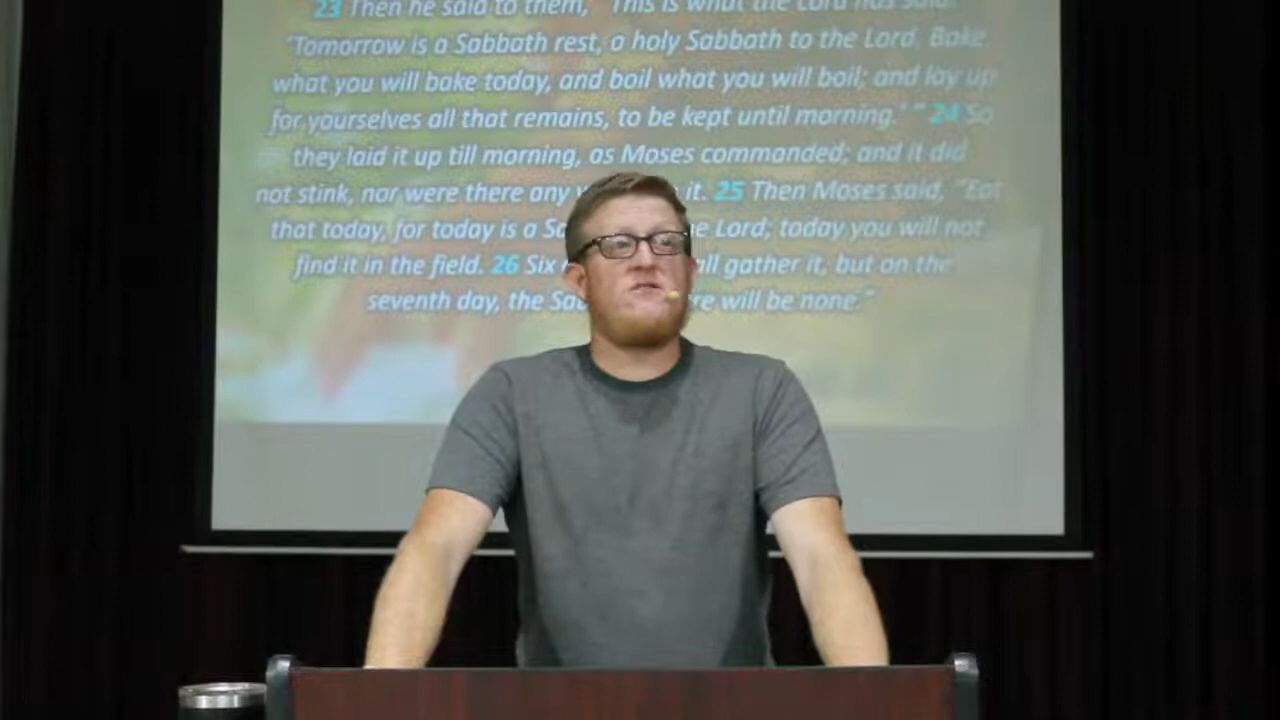 23 Then he said to them, "This is what the Lord has said:
"Tomorrow is a Sabbath rest, a holy Sabbath to the Lord. Bake
what you will bake today, and boil what you will boil; and lay up
for yourselves all that remains, to be kept until morning.' " 24 So
they laid it up till morning, as Moses commanded; and it did
not stink, nor were there any it. 25 Then Moses said, "Eat
that today, for today is a Lord; today you will not
find it in the field. 26 Six gather it, but on the
seventh day, the will be none."